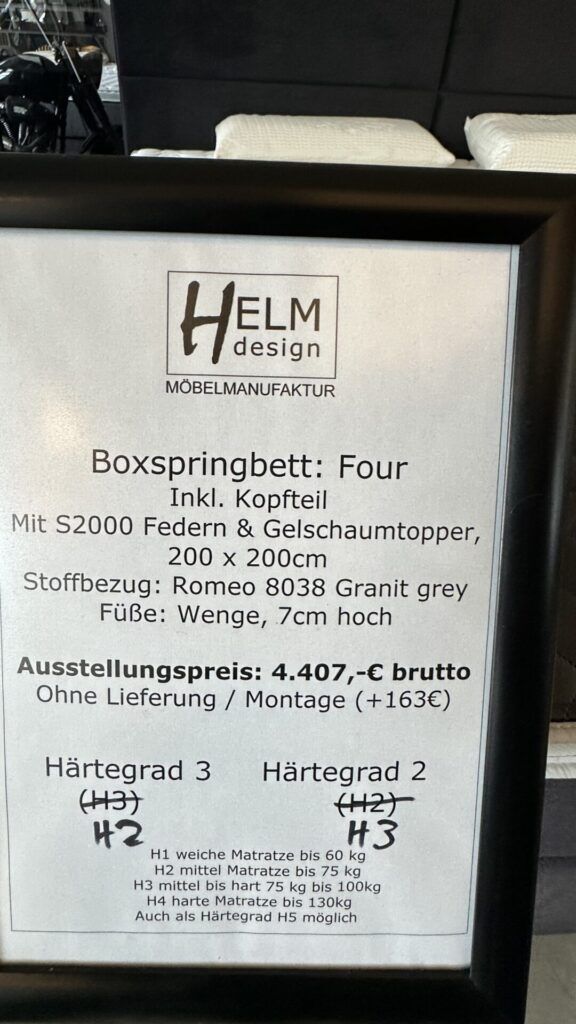 HELM
design
MÖBELMANUFAKTUR
Boxspringbett: Four
Inkl. Kopfteil
Mit S2000 Federn & Gelschaumtopper,
200 x 200cm
Stoffbezug: Romeo 8038 Granit grey
Füße: Wenge, 7cm hoch
Ausstellungspreis: 4.407,-€ brutto
Ohne Lieferung / Montage (+163€)
Härtegrad 3 Härtegrad 2
(H3) (H2)
H2 H3
H1 weiche Matratze bis 60 kg
H2 mittel Matratze bis 75 kg
H3 mittel bis hart 75 kg bis 100kg
H4 harte Matratze bis 130kg
Auch als Härtegrad H5 möglich